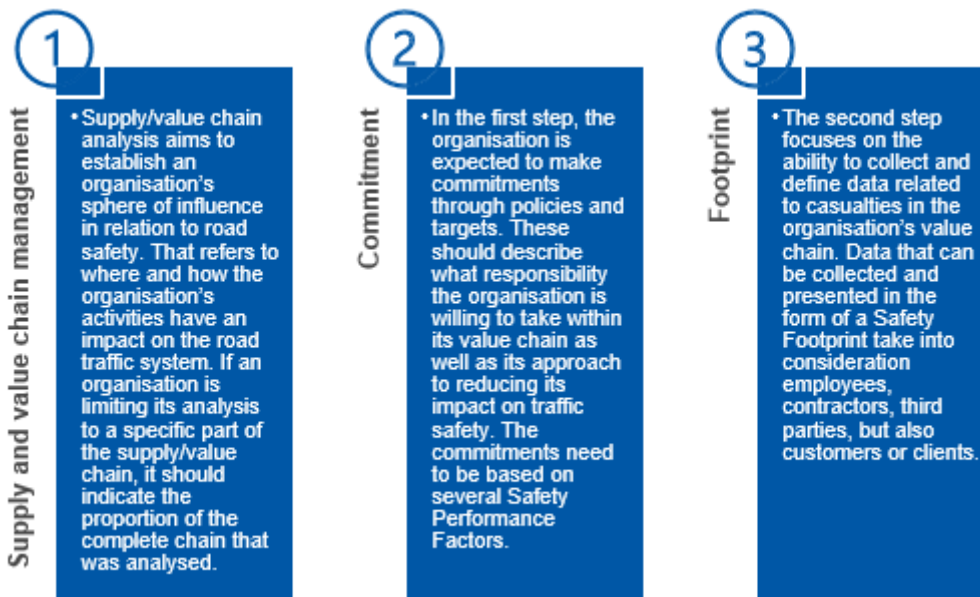 1
Supply and value chain management
• Supply/value chain
analysis aims to
establish an
organisation's
sphere of influence
in relation to road
safety. That refers to
where and how the
organisation's
activities have an
impact on the road
traffic system. If an
organisation is
limiting its analysis
to a specific part of
the supply/value
chain, it should
indicate the
proportion of the
complete chain that
was analysed.
2
Commitment
• In the first step, the
organisation is
expected to make
commitments
through policies and
targets. These
should describe
what responsibility
the organisation is
willing to take within
its value chain as
well as its approach
to reducing its
impact on traffic
safety. The
commitments need
to be based on
several Safety
Performance
Factors.
3
Footprint
• The second step
focuses on the
ability to collect and
define data related
to casualties in the
organisation's value
chain. Data that can
be collected and
presented in the
form of a Safety
Footprint take into
consideration
employees,
contractors, third
parties, but also
customers or clients.